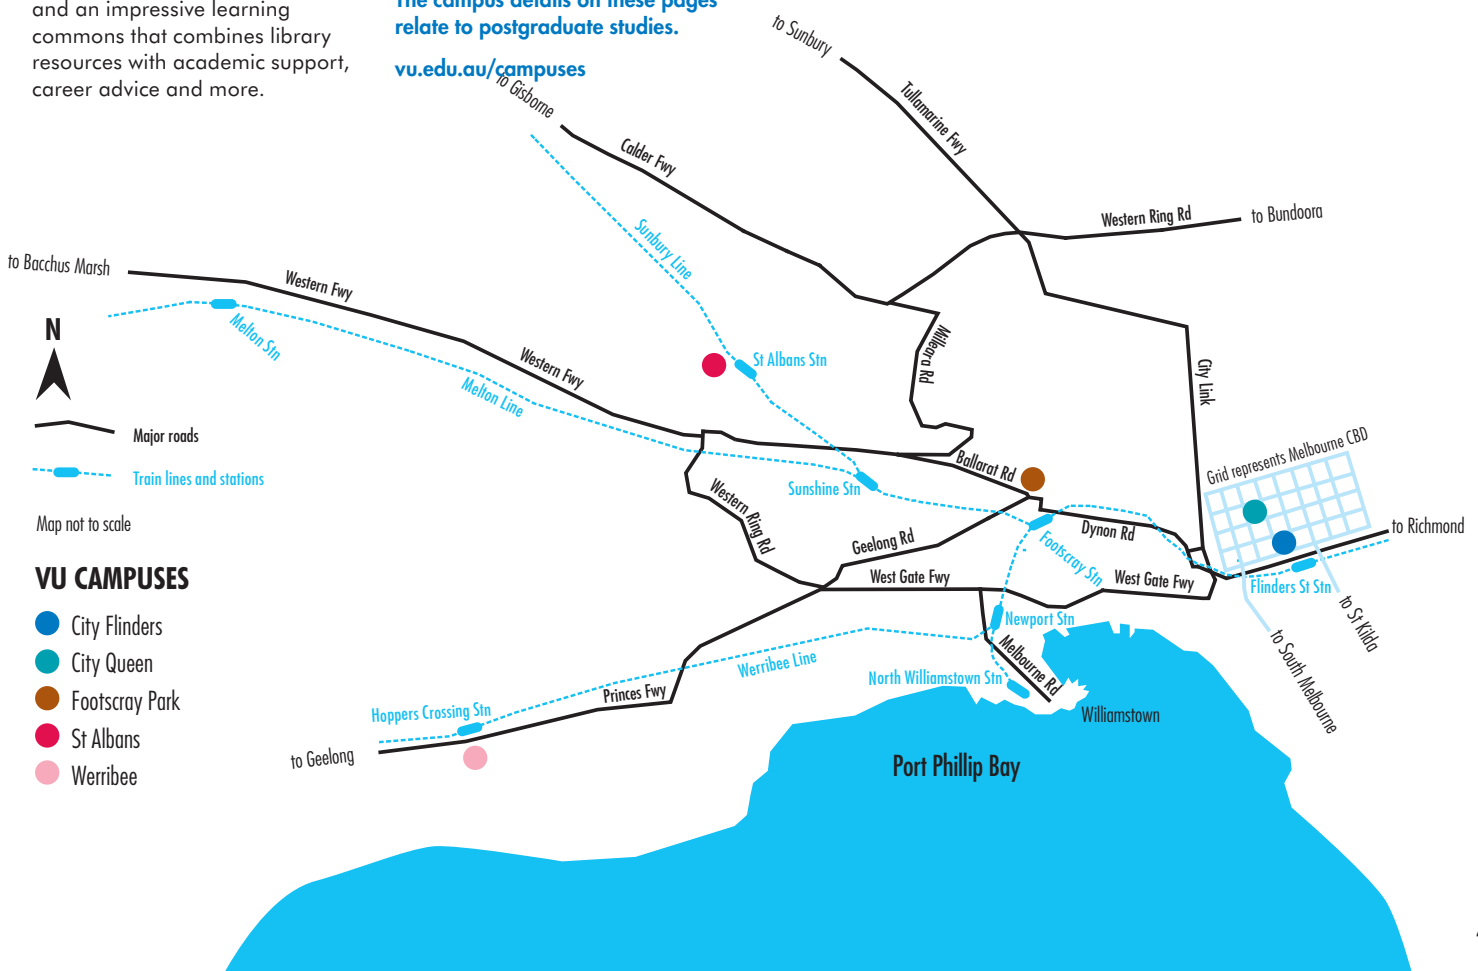 and an impressive learning
commons that combines library
resources with academic support,
career advice and more.
The campus details on these pages
relate to postgraduate studies.
vu.edu.au/campuses
to Sunbury
to Gisborne
Tullamarine Fwy
Calder Fwy
Western Ring Rd
to Bundoora
Sunbury Line
to Bacchus Marsh
Western Fwy
Melton Stn
N
Western Fwy
Melton Line
St Albans Stn
Milleara Rd
City Link
Major roads
Train lines and stations
Map not to scale
Grid represents Melbourne CBD
Ballarat Rd
Sunshine Stn
Western Ring Rd
Geelong Rd
Footscray Stn
Dynon Rd
to Richmond
West Gate Fwy
West Gate Fwy
Flinders St Stn
Newport Stn
to St Kilda
to South Melbourne
Melbourne Rd
Werribee Line
North Williamstown Stn
Princes Fwy
Hoppers Crossing Stn
Williamstown
to Geelong
Port Phillip Bay
VU CAMPUSES
City Flinders
City Queen
Footscray Park
St Albans
Werribee